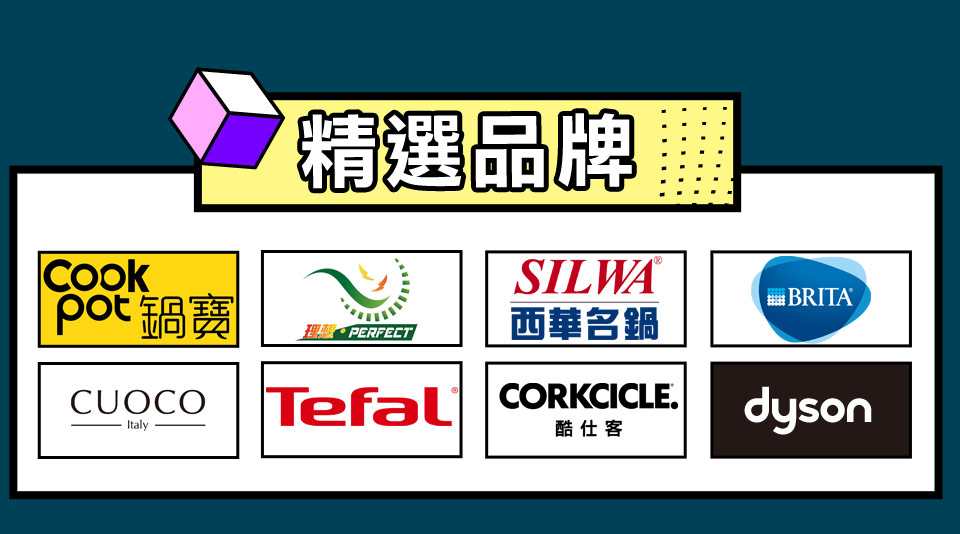 精選品牌
Cook
pot 鍋寶
理想·PERFECT
SILWA®
西華名鍋
BRITA®
CUOCO
Italy
Tefal®
CORKCICLE.
酷仕客
dyson